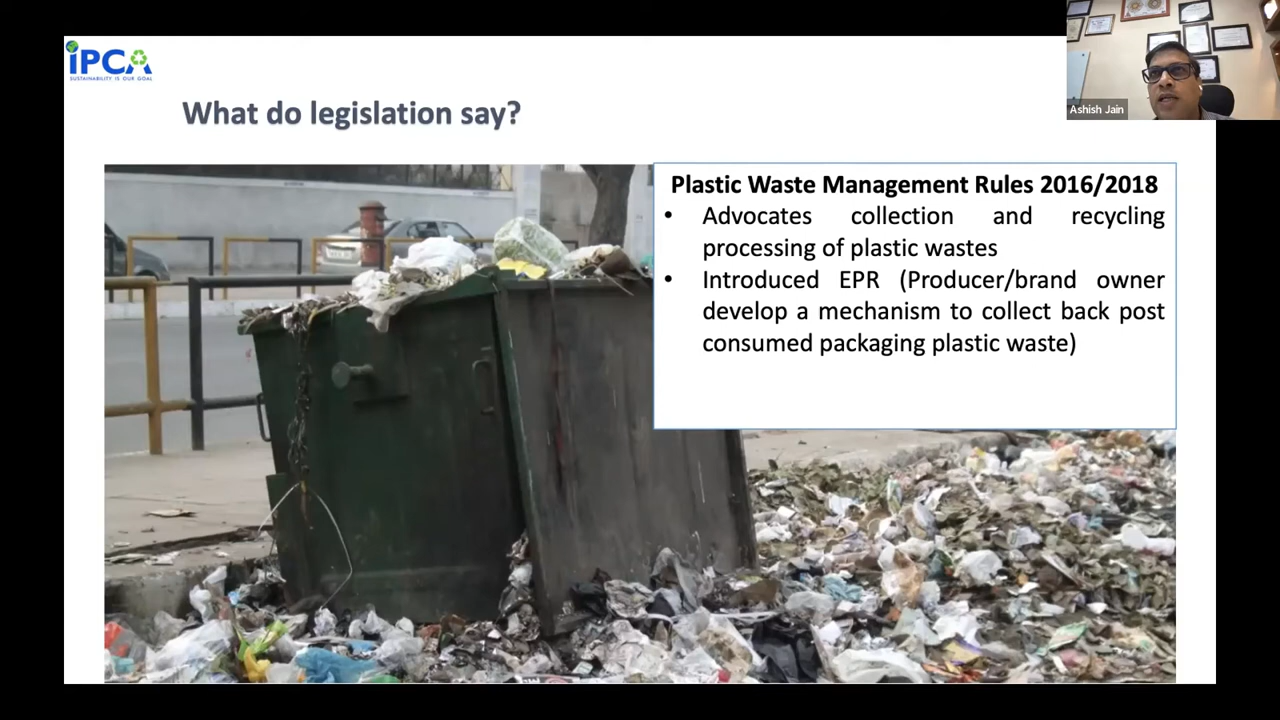 iPCA
SUSTAINABILITY IS OUR GOAL
What do legislation say?
Ashish Jain
Plastic Waste Management Rules 2016/2018
• Advocates collection and recycling
processing of plastic wastes
• Introduced EPR (Producer/brand owner
develop a mechanism to collect back post
consumed packaging plastic waste)